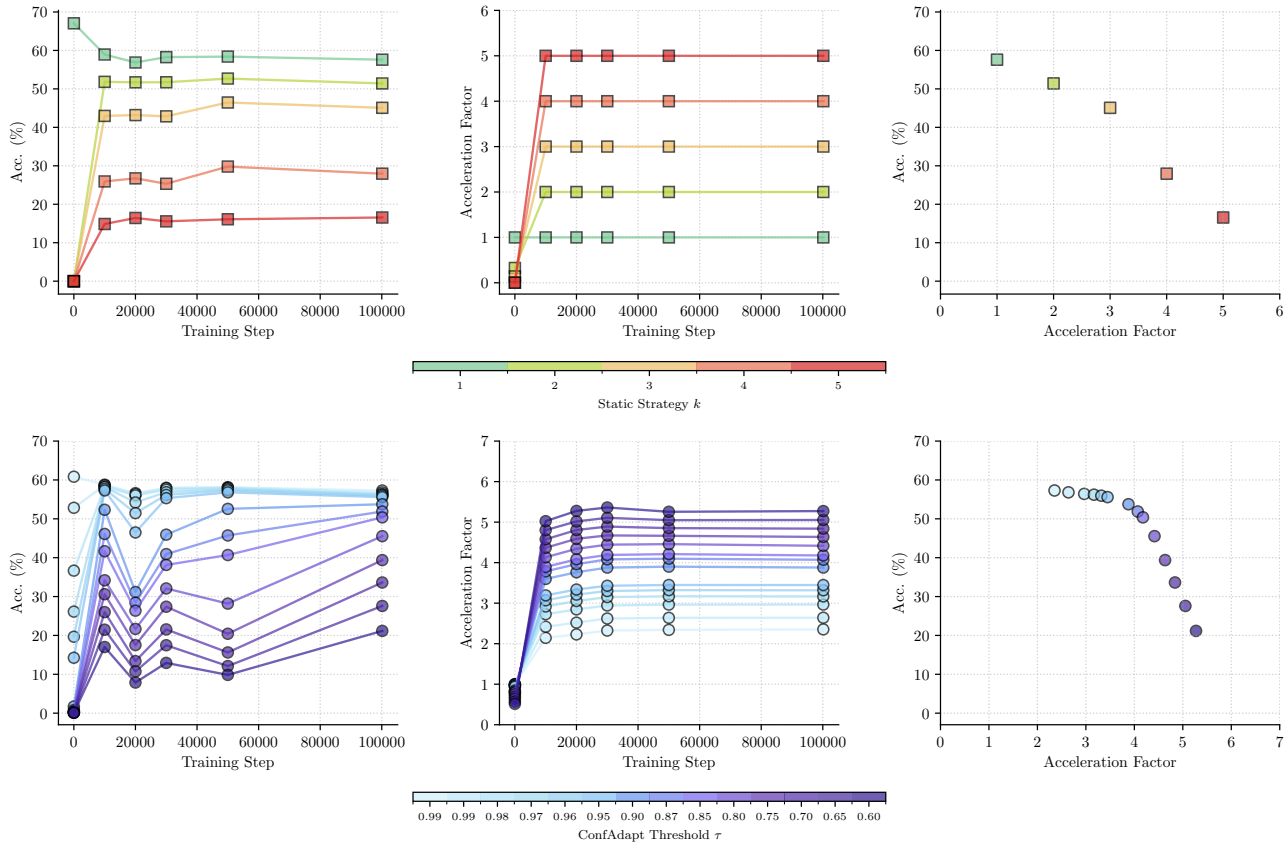 70
60
50
40
30
20
10
0
Acc. (%)
0 20000 40000 60000 80000 100000
Training Step
6
5
4
3
2
1
0
Acceleration Factor
0 20000 40000 60000 80000 100000
Training Step
70
60
50
40
30
20
10
0
Acc. (%)
0 1 2 3 4 5 6
Acceleration Factor
1 2 3 4 5
Static Strategy k
70
60
50
40
30
20
10
0
Acc. (%)
0 20000 40000 60000 80000 100000
Training Step
7
6
5
4
3
2
1
0
Acceleration Factor
0 20000 40000 60000 80000 100000
Training Step
70
60
50
40
30
20
10
0
Acc. (%)
0 1 2 3 4 5 6 7
Acceleration Factor
0.99 0.99 0.98 0.97 0.96 0.95 0.90 0.87 0.85 0.80 0.75 0.70 0.65 0.60
ConfAdapt Threshold τ